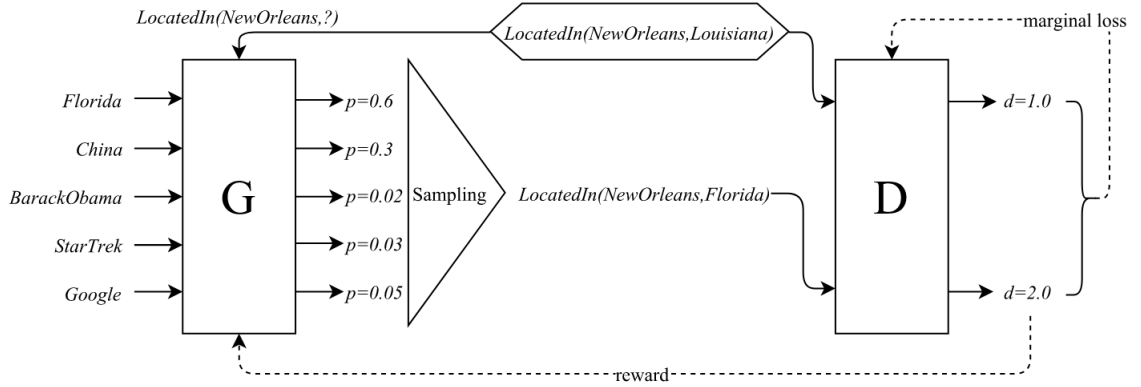 LocatedIn(NewOrleans,?)
LocatedIn(NewOrleans,Louisiana)
marginal loss
Florida
p=0.6
d=1.0
China
p=0.3
BarackObama
G
p=0.02
Sampling
LocatedIn(NewOrleans,Florida)
D
StarTrek
p=0.03
Google
p=0.05
d=2.0
reward